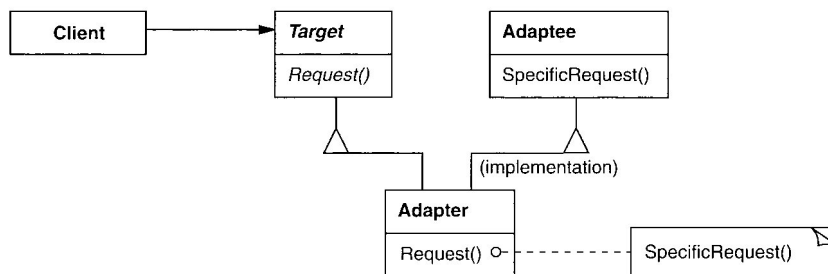 Client
Target
Request()
Adaptee
SpecificRequest()
(implementation)
Adapter
Request()
SpecificRequest()